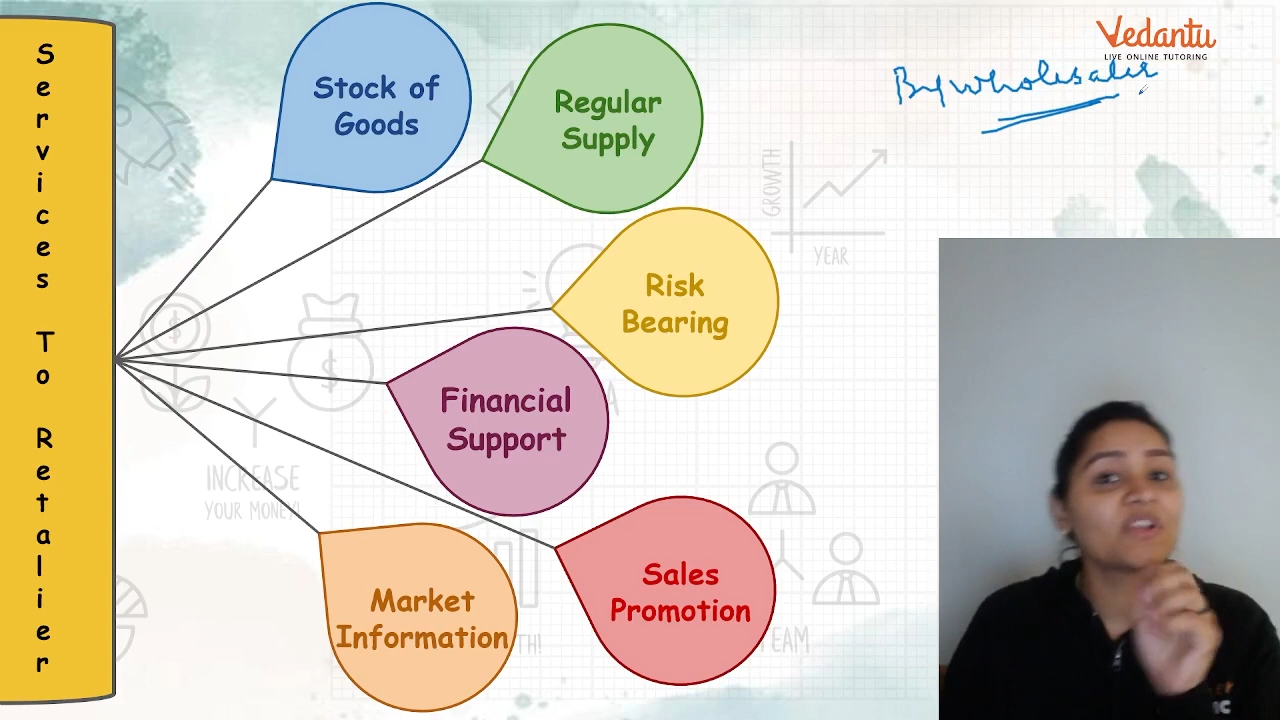 Services To Retalier
Stock of
Goods
Regular
Supply
Risk
Bearing
Financial
Support
Sales
Promotion
Market
Information
Vedantu
LIVE ONLINE TUTORING
By wholesaler
GROWTH
YEAR
INCREASE
YOUR MONEY!
TEAM